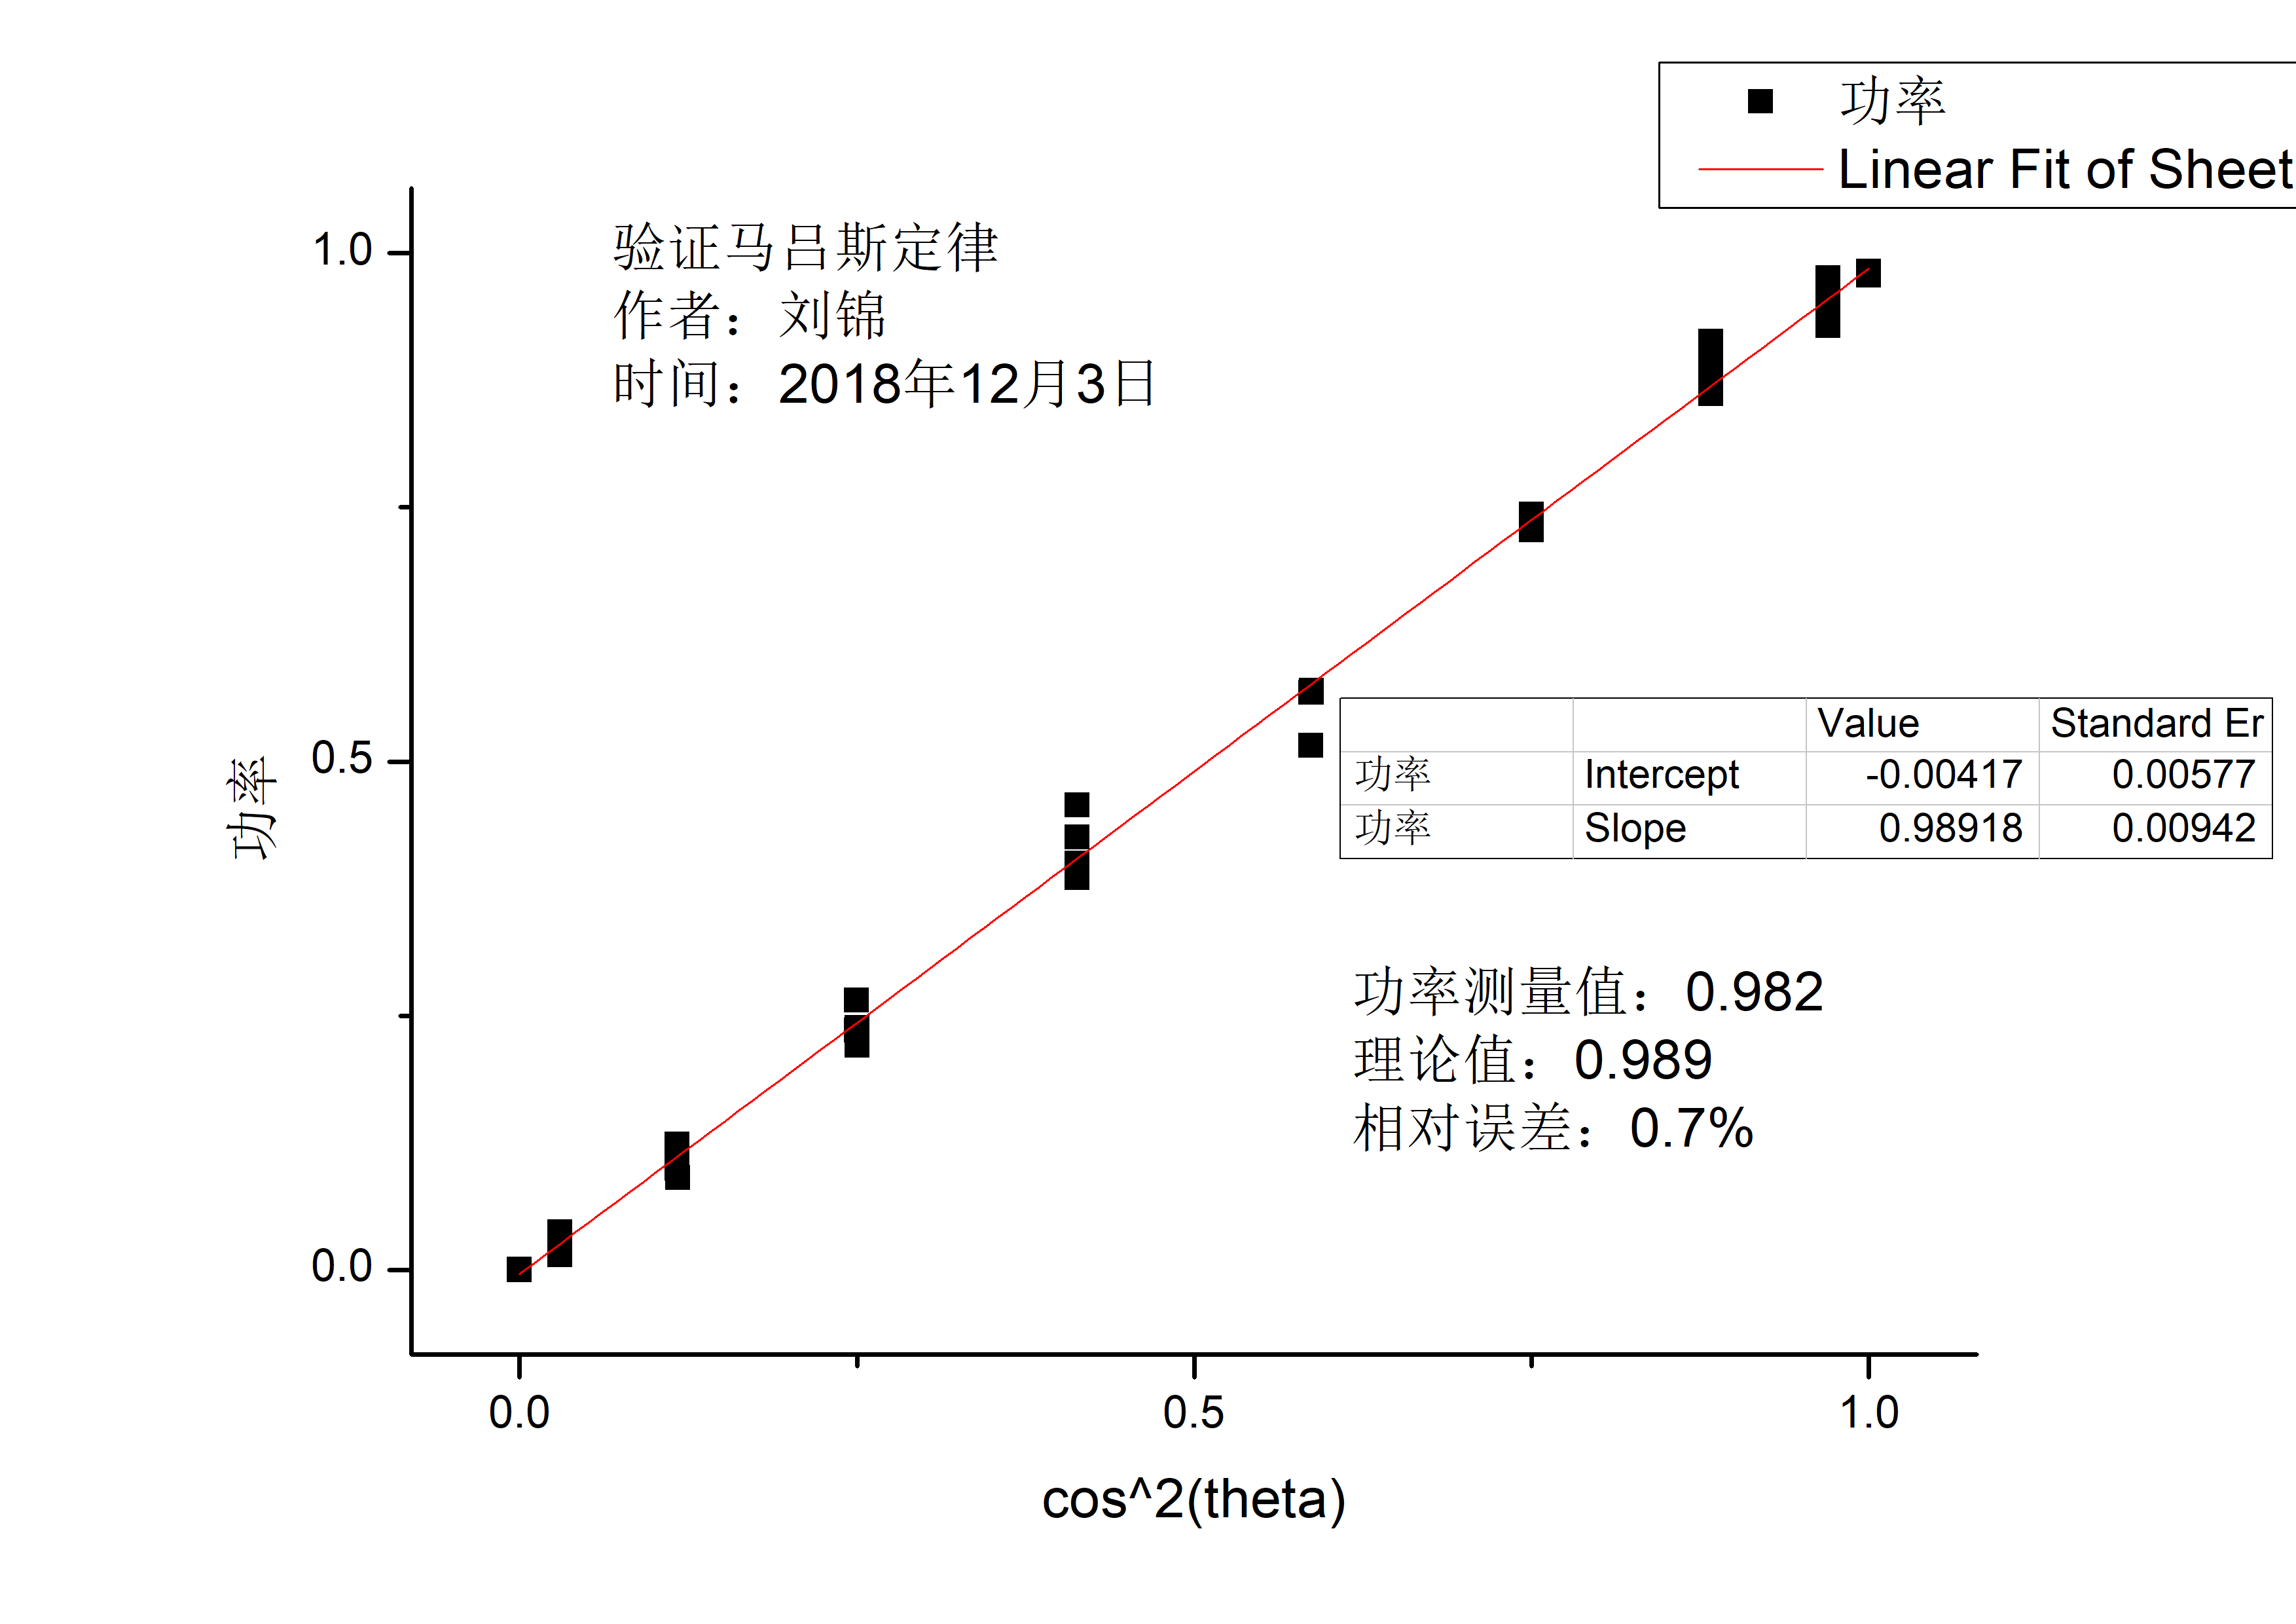 功率
Linear Fit of Sheet
验证马吕斯定律
作者：刘锦
时间：2018年12月3日
1.0
0.5
0.0
功率
Value Standard Er
功率 Intercept -0.00417 0.00577
功率 Slope 0.98918 0.00942
功率测量值：0.982
理论值：0.989
相对误差：0.7%
0.0 0.5 1.0
cos^2(theta)